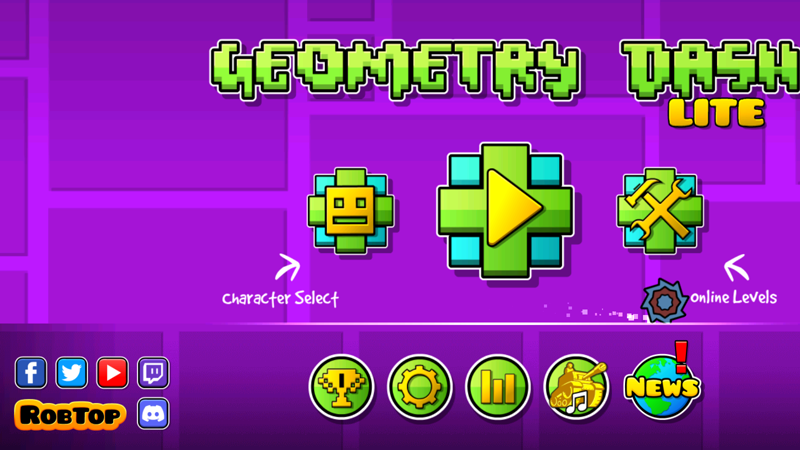 GEOMETRY DASH
LITE
Character Select
Online Levels
NEWS
ROBTOP